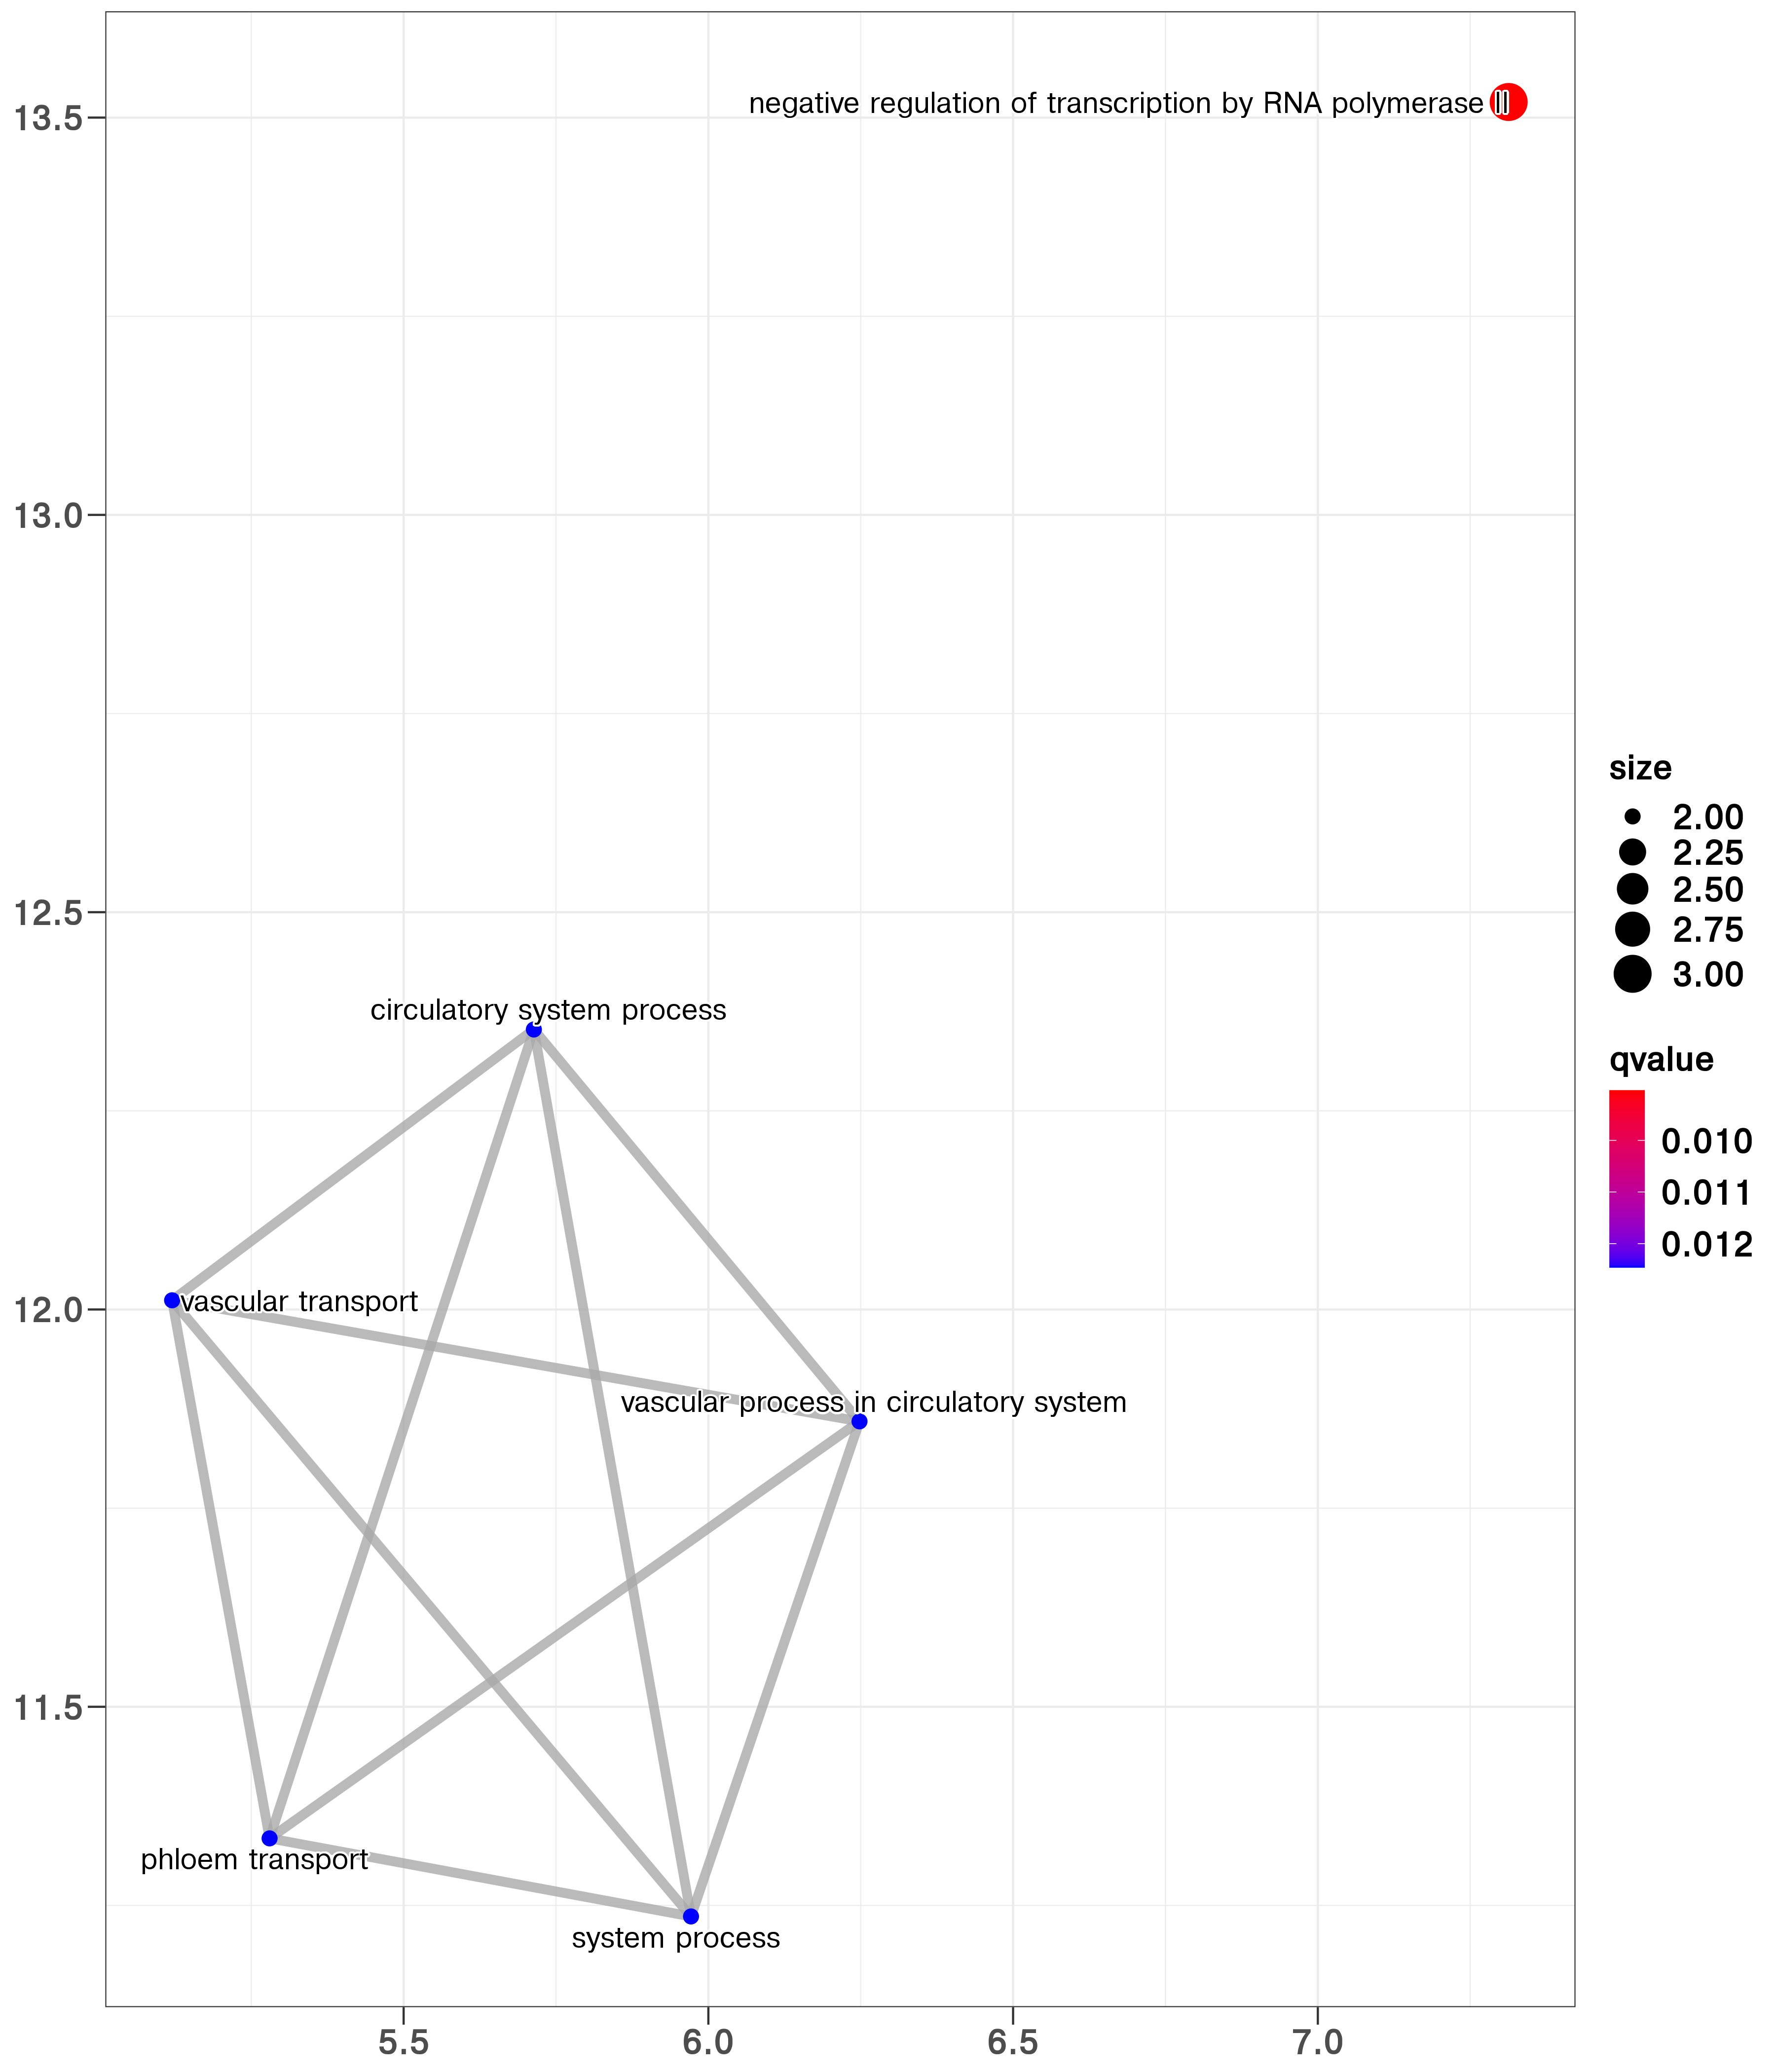 13.5
13.0
12.5
12.0
11.5
negative regulation of transcription by RNA polymerase II
circulatory system process
vascular transport
vascular process in circulatory system
phloem transport
system process
5.5
6.0
6.5
7.0
size
2.00
2.25
2.50
2.75
3.00
qvalue
0.010
0.011
0.012